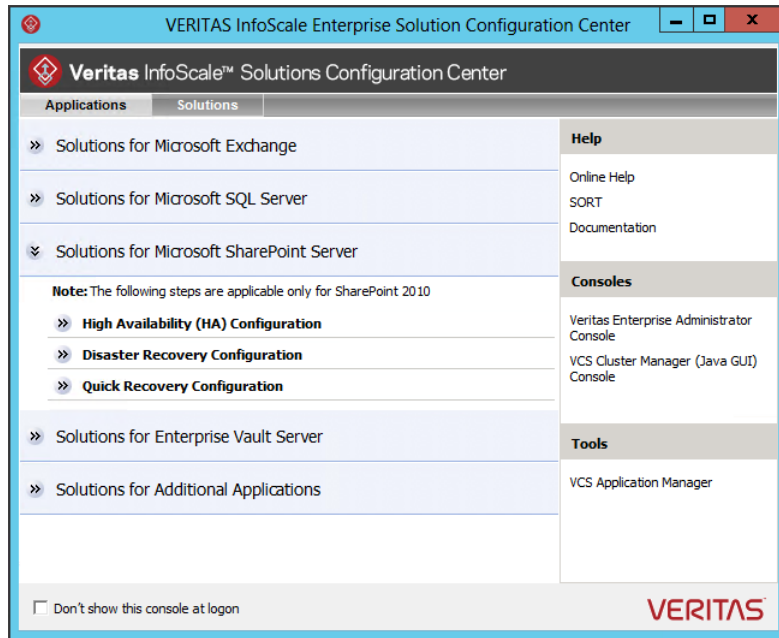 VERITAS InfoScale Enterprise Solution Configuration Center
Veritas InfoScale™ Solutions Configuration Center
Applications
Solutions
Solutions for Microsoft Exchange
Solutions for Microsoft SQL Server
Solutions for Microsoft SharePoint Server
Note: The following steps are applicable only for SharePoint 2010
High Availability (HA) Configuration
Disaster Recovery Configuration
Quick Recovery Configuration
Solutions for Enterprise Vault Server
Solutions for Additional Applications
Help
Online Help
SORT
Documentation
Consoles
Veritas Enterprise Administrator
Console
VCS Cluster Manager (Java GUI)
Console
Tools
VCS Application Manager
Don't show this console at logon
VERITAS